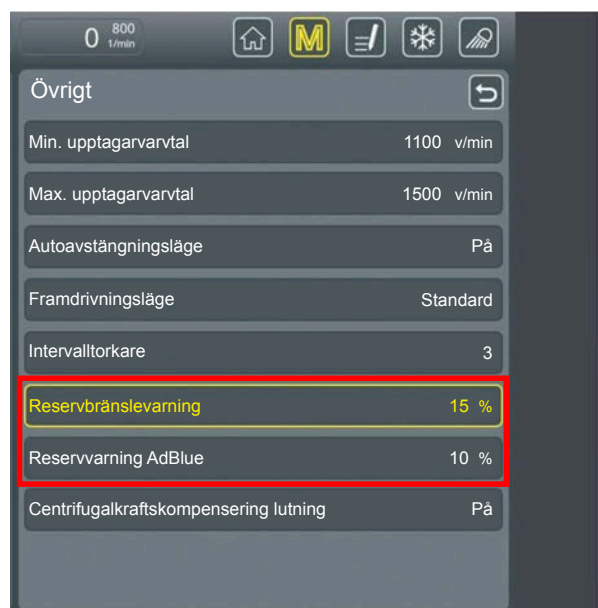 0 800 1/min
M
Övrigt
Min. upptagarvarvtal 1100 v/min
Max. upptagarvarvtal 1500 v/min
Autoavstängningsläge På
Framdrivningsläge Standard
Intervalltorkare 3
Reservbränslevarning 15 %
Reservvarning AdBlue 10 %
Centrifugalkraftskompensering lutning På